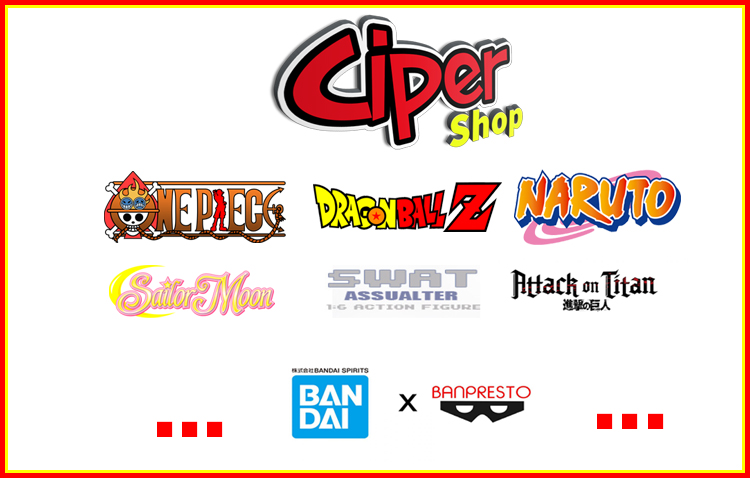 Ciper
Shop
ONE PIECE
DRAGON BALL Z
NARUTO
Sailor Moon
SWAT
ASSUALTER
1:6 ACTION FIGURE
Attack on Titan
進撃の巨人
株式会社BANDAI SPIRITS
BAN
DAI
X
BANPRESTO